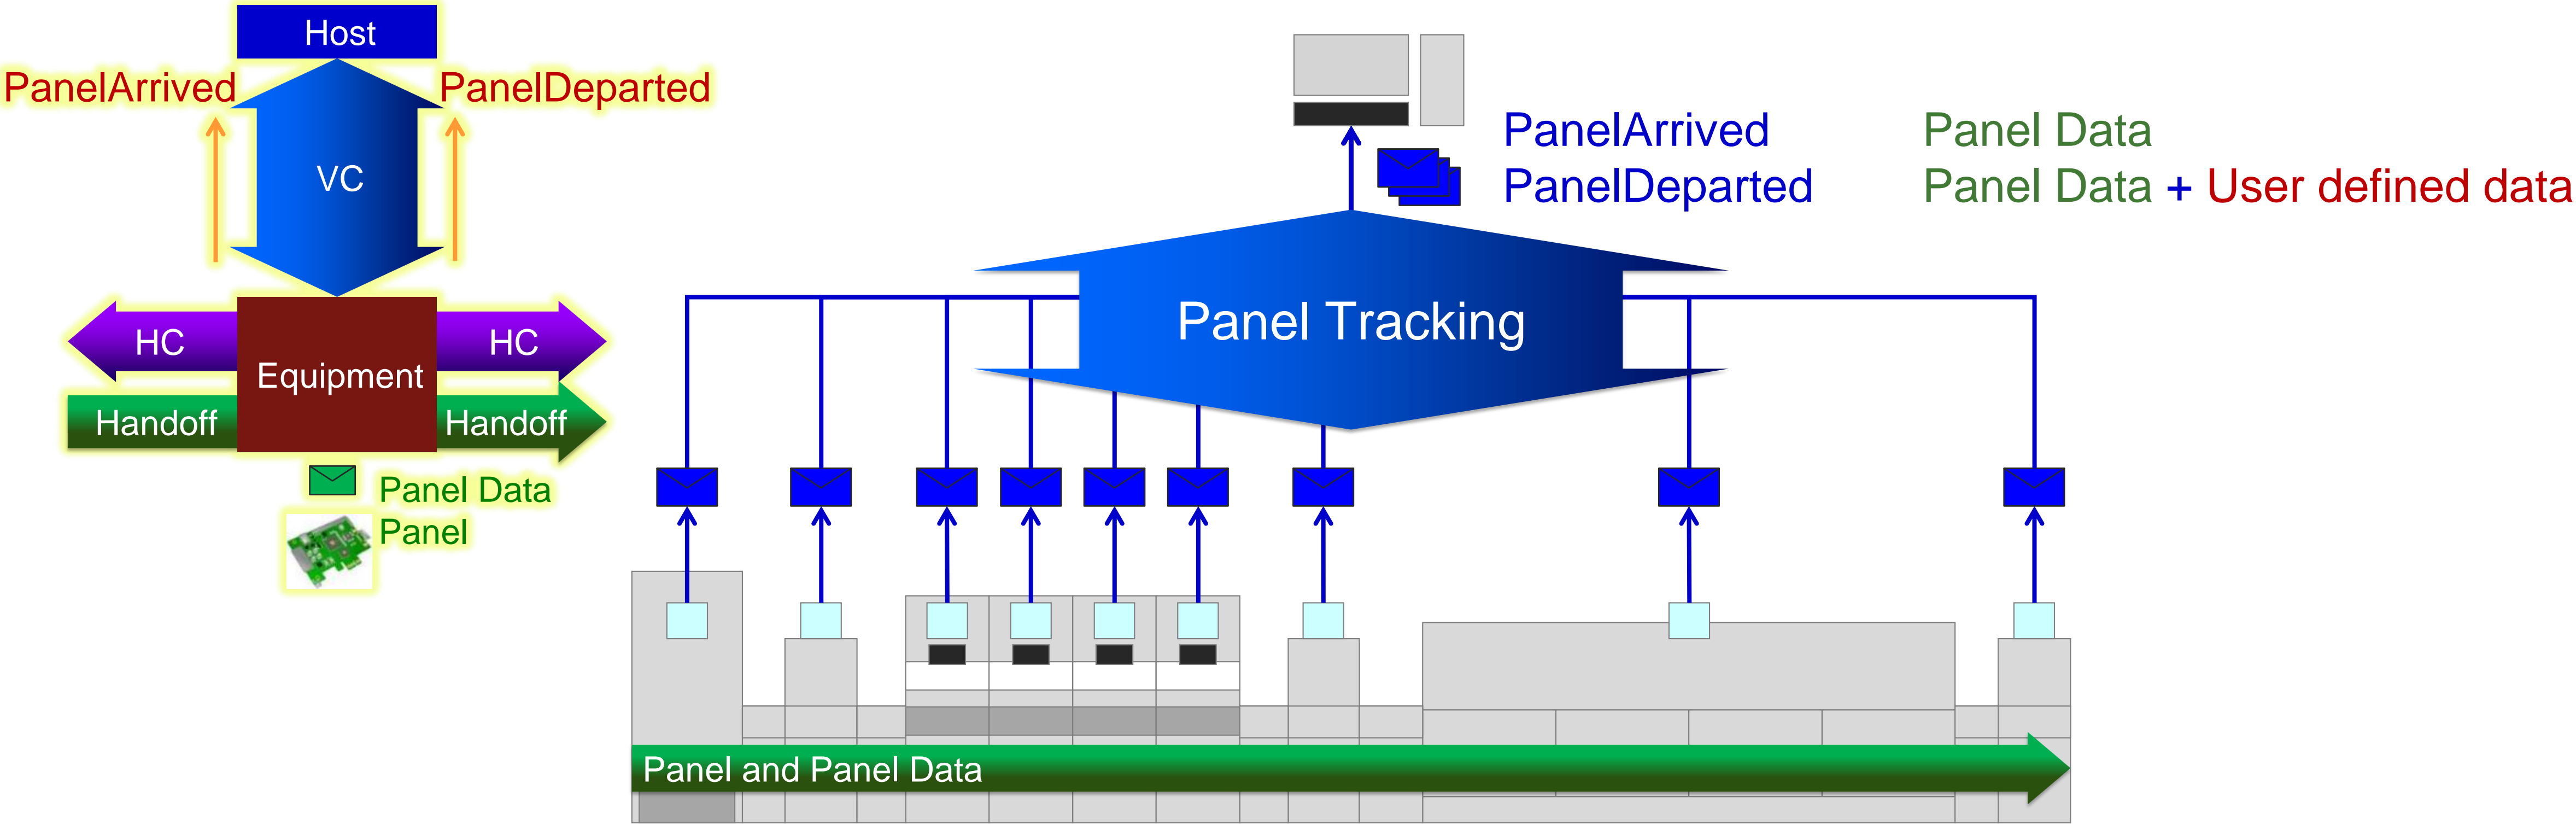 Host
PanelArrived
PanelDeparted
VC
HC
HC
Equipment
Handoff
Handoff
Panel Data
Panel
PanelArrived
Panel Data
PanelDeparted
Panel Data + User defined data
Panel Tracking
Panel and Panel Data